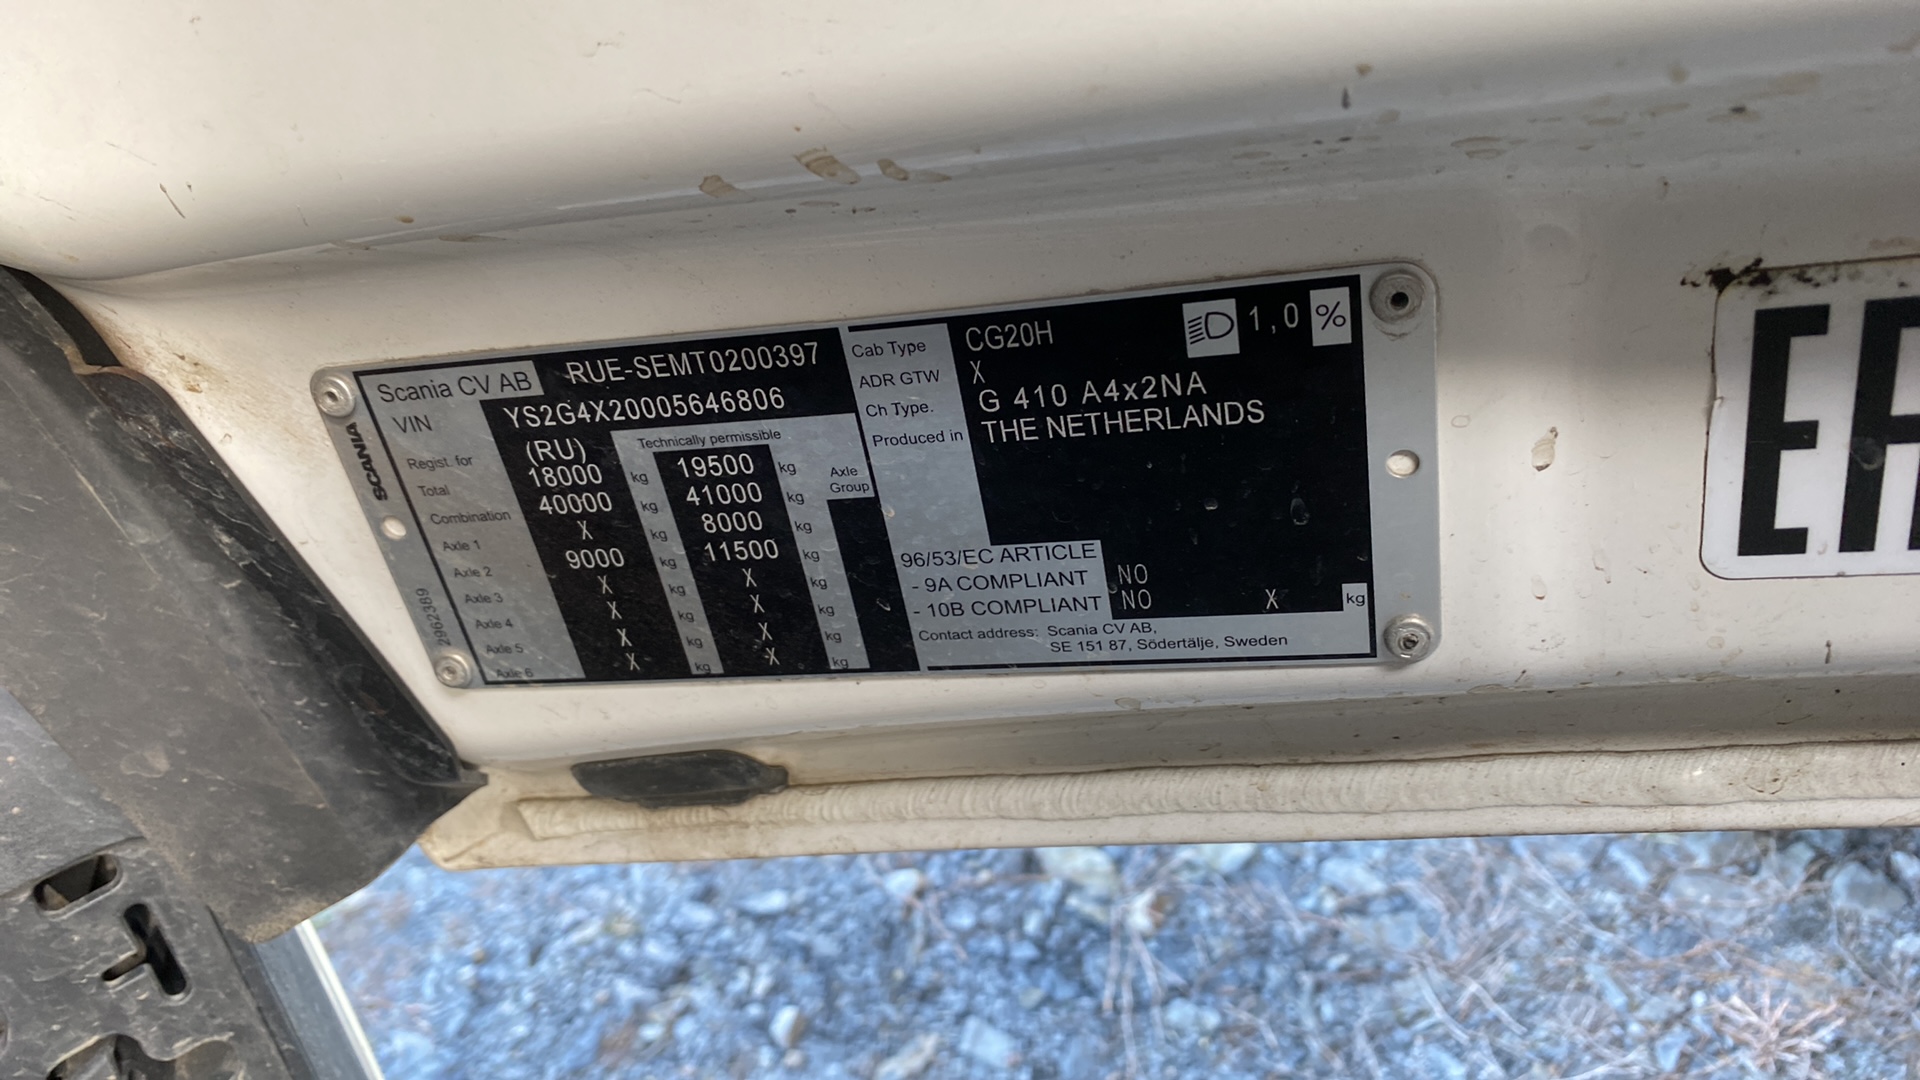 Scania CV AB RUE-SEMT0200397
VIN YS2G4X20005646806
Regist. for (RU) Technically permissible
Total 18000 kg 19500 kg Axle Group
Combination 40000 kg 41000 kg
Axle 1 X kg 8000 kg
Axle 2 9000 kg 11500 kg
Axle 3 X kg X kg
Axle 4 X kg X kg
Axle 5 X kg X kg
Axle 6 X kg X kg
SCANIA
2962389
Cab Type CG20H 1,0 %
ADR GTW X
Ch Type. G 410 A4x2NA
Produced in THE NETHERLANDS
96/53/EC ARTICLE
- 9A COMPLIANT NO
- 10B COMPLIANT NO X kg
Contact address: Scania CV AB,
SE 151 87, Södertälje, Sweden